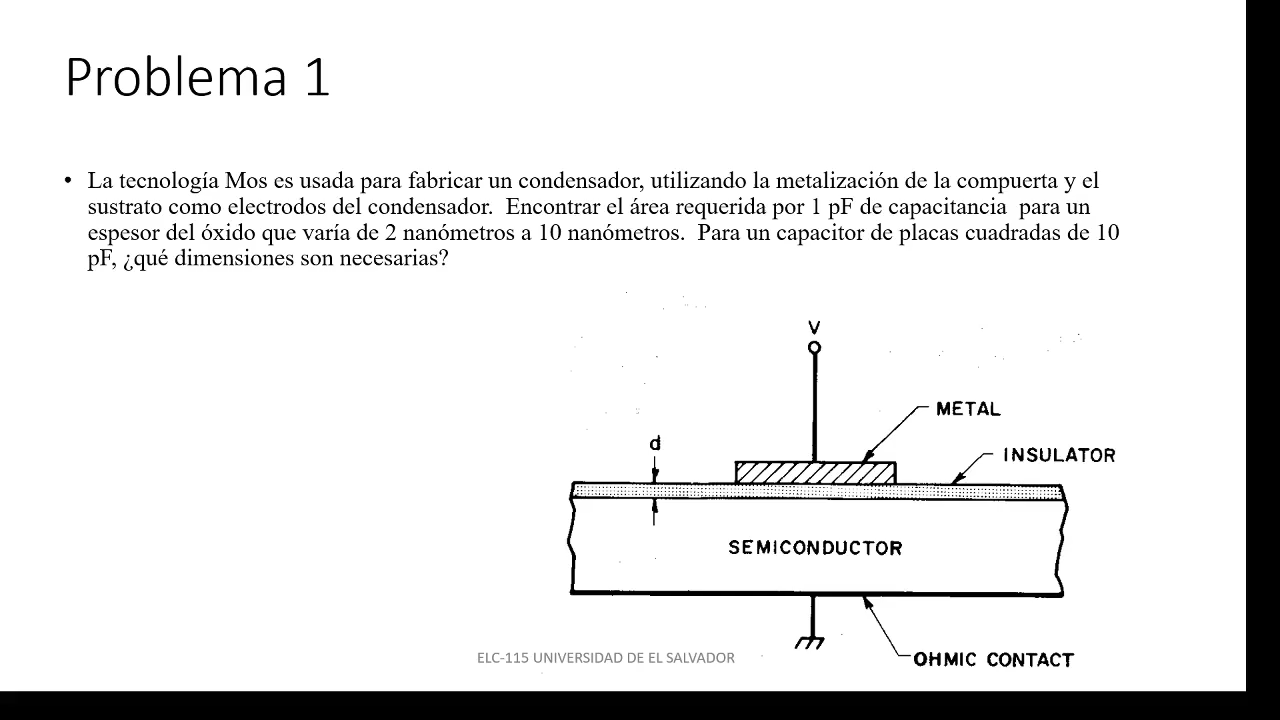 Problema 1
• La tecnología Mos es usada para fabricar un condensador, utilizando la metalización de la compuerta y el
sustrato como electrodos del condensador.  Encontrar el área requerida por 1 pF de capacitancia  para un
espesor del óxido que varía de 2 nanómetros a 10 nanómetros.  Para un capacitor de placas cuadradas de 10
pF, ¿qué dimensiones son necesarias?
V
METAL
d
INSULATOR
SEMICONDUCTOR
ELC-115 UNIVERSIDAD DE EL SALVADOR
OHMIC CONTACT